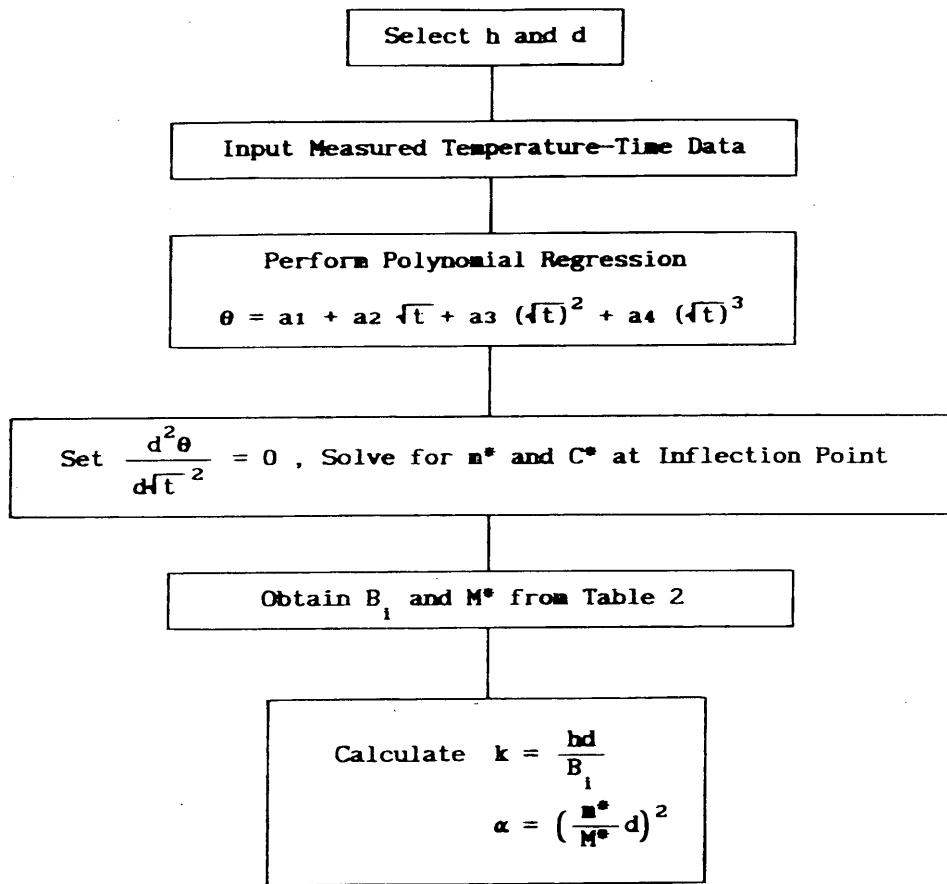 Select h and d
Input Measured Temperature-Time Data
Perform Polynomial Regression
θ = a1 + a2 √t + a3 (√t)² + a4 (√t)³
Set d²θ / d√t² = 0 , Solve for m* and C* at Inflection Point
Obtain Bᵢ and M* from Table 2
Calculate k = hd / Bᵢ
α = (m* / M* d)²